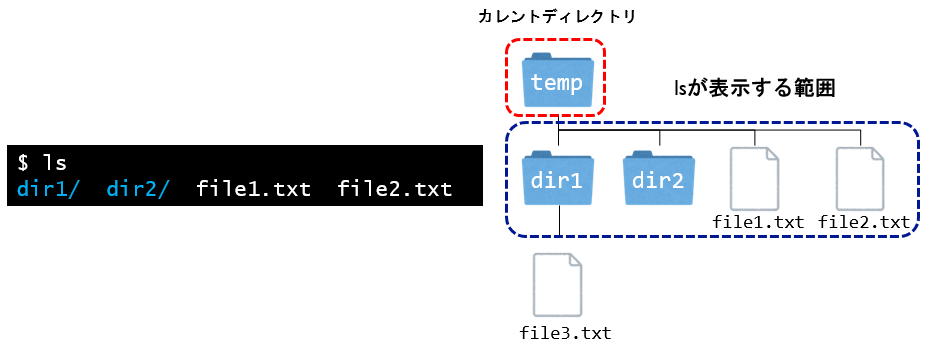 $ ls
dir1/  dir2/  file1.txt  file2.txt
カレントディレクトリ
temp
lsが表示する範囲
dir1
dir2
file1.txt
file2.txt
file3.txt